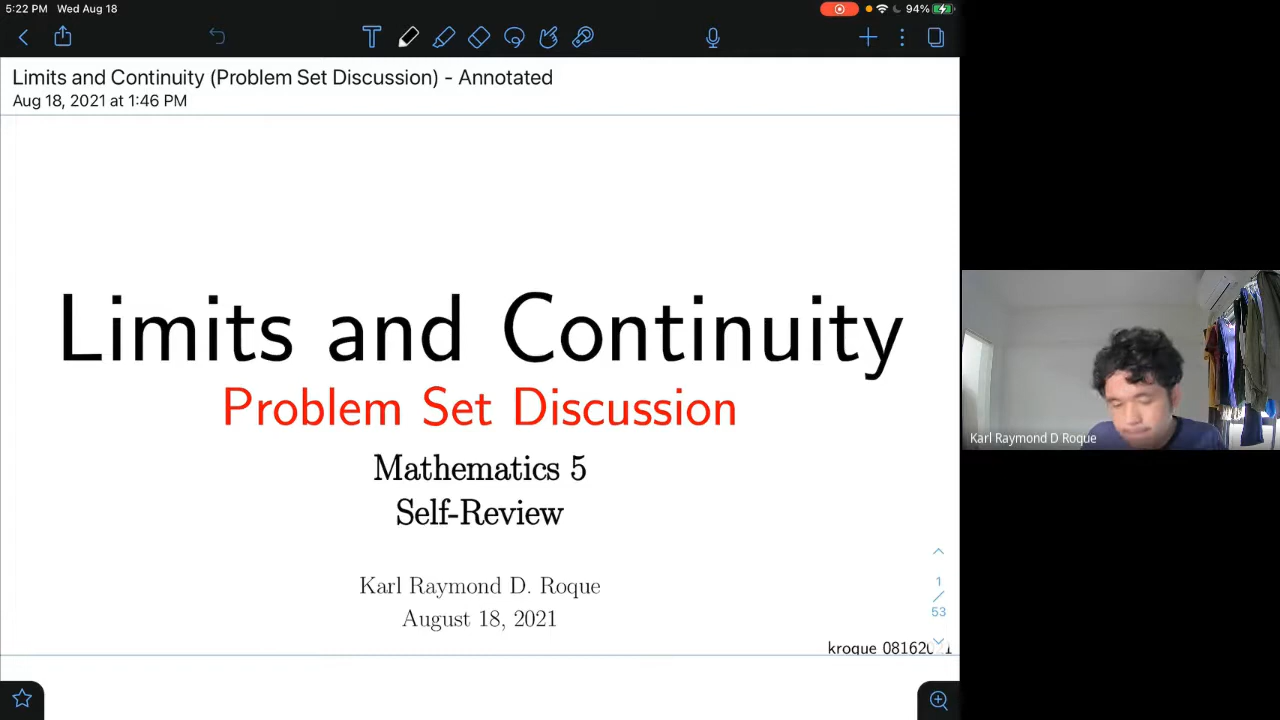 5:22 PM Wed Aug 18
94%
Limits and Continuity (Problem Set Discussion) - Annotated
Aug 18, 2021 at 1:46 PM
Limits and Continuity
Problem Set Discussion
Mathematics 5
Self-Review
Karl Raymond D. Roque
August 18, 2021
1
/
53
kroque 08162021
Karl Raymond D Roque